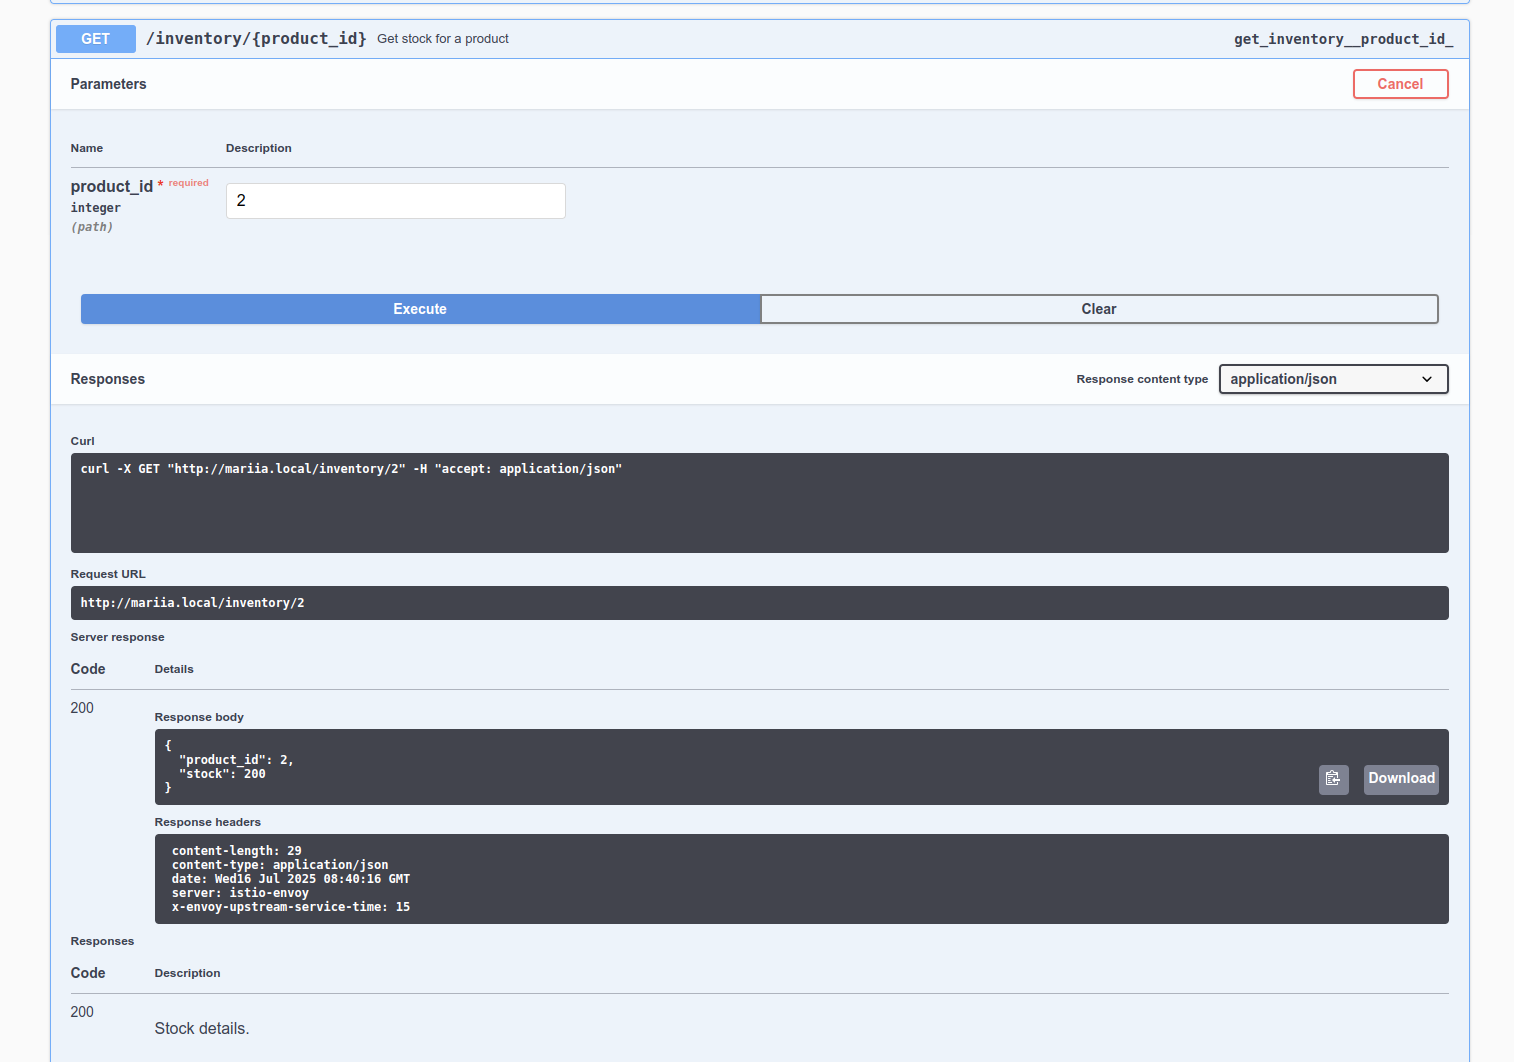 GET /inventory/{product_id} Get stock for a product get_inventory__product_id_
Parameters Cancel
Name Description
product_id * required
integer
(path)
2
Execute Clear
Responses Response content type application/json
Curl
curl -X GET "http://mariia.local/inventory/2" -H "accept: application/json"
Request URL
http://mariia.local/inventory/2
Server response
Code Details
200
Response body
{
  "product_id": 2,
  "stock": 200
}
Download
Response headers
content-length: 29
content-type: application/json
date: Wed16 Jul 2025 08:40:16 GMT
server: istio-envoy
x-envoy-upstream-service-time: 15
Responses
Code Description
200
Stock details.